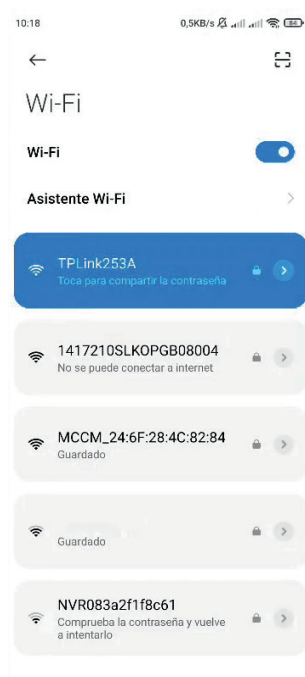 10:18
0,5KB/s 84
Wi-Fi
Wi-Fi
Asistente Wi-Fi
TPLink253A
Toca para compartir la contraseña
1417210SLKOPGB08004
No se puede conectar a internet
MCCM_24:6F:28:4C:82:84
Guardado
Guardado
NVR083a2f1f8c61
Comprueba la contraseña y vuelve
a intentarlo